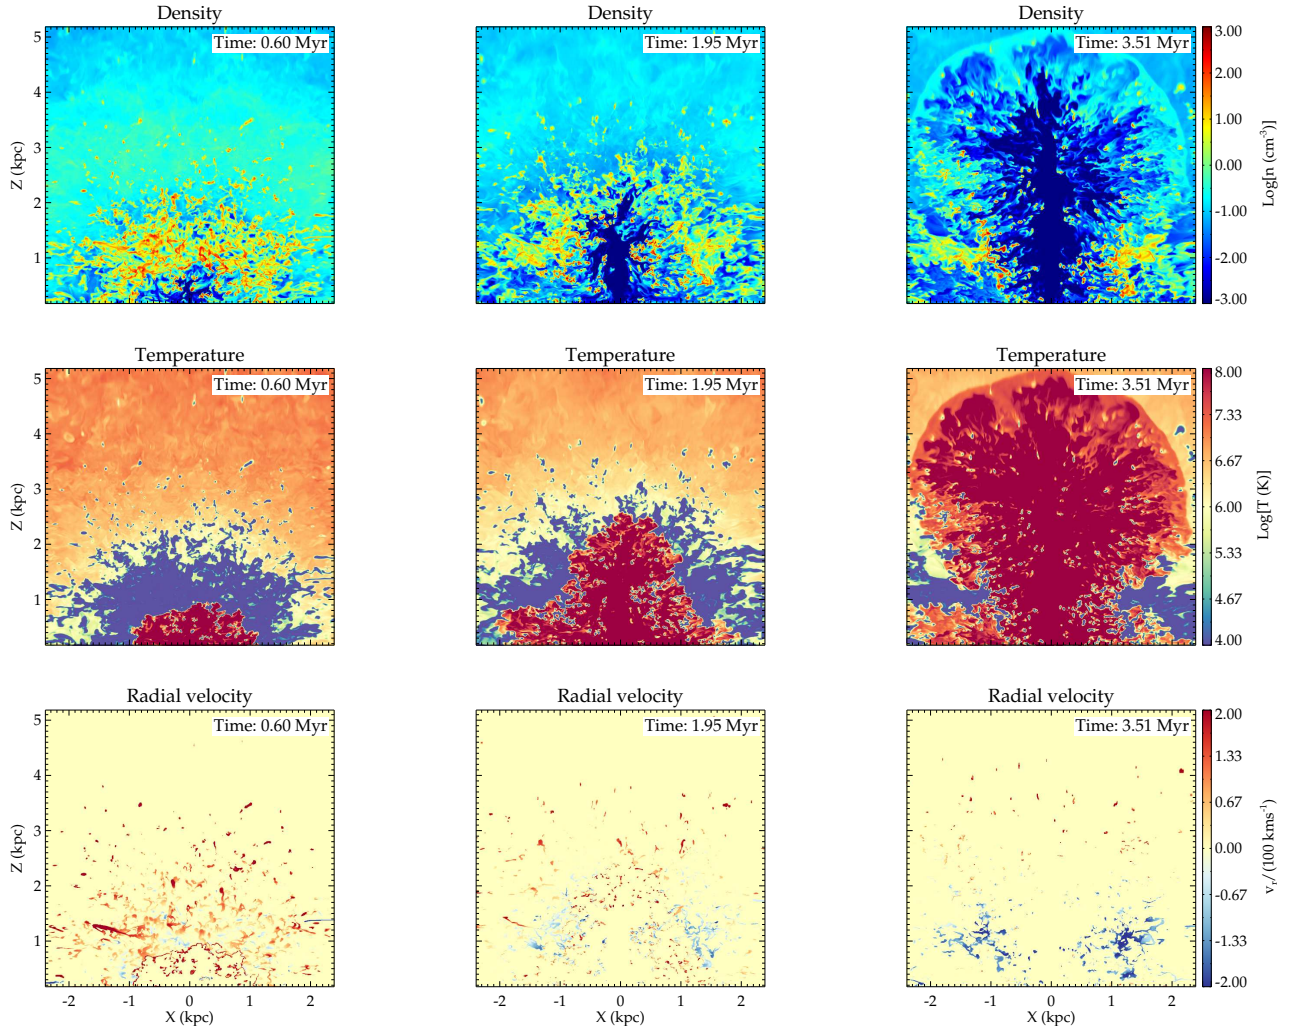 Density Density Density
Time: 0.60 Myr Time: 1.95 Myr Time: 3.51 Myr
5
4
3
2
1
Z (kpc)
3.00
2.00
1.00
0.00
-1.00
-2.00
-3.00
Log[n (cm⁻³)]
Temperature Temperature Temperature
Time: 0.60 Myr Time: 1.95 Myr Time: 3.51 Myr
5
4
3
2
1
Z (kpc)
8.00
7.33
6.67
6.00
5.33
4.67
4.00
Log[T (K)]
Radial velocity Radial velocity Radial velocity
Time: 0.60 Myr Time: 1.95 Myr Time: 3.51 Myr
5
4
3
2
1
Z (kpc)
2.00
1.33
0.67
0.00
-0.67
-1.33
-2.00
vᵣ/(100 kms⁻¹)
-2 -1 0 1 2 -2 -1 0 1 2 -2 -1 0 1 2
X (kpc) X (kpc) X (kpc)